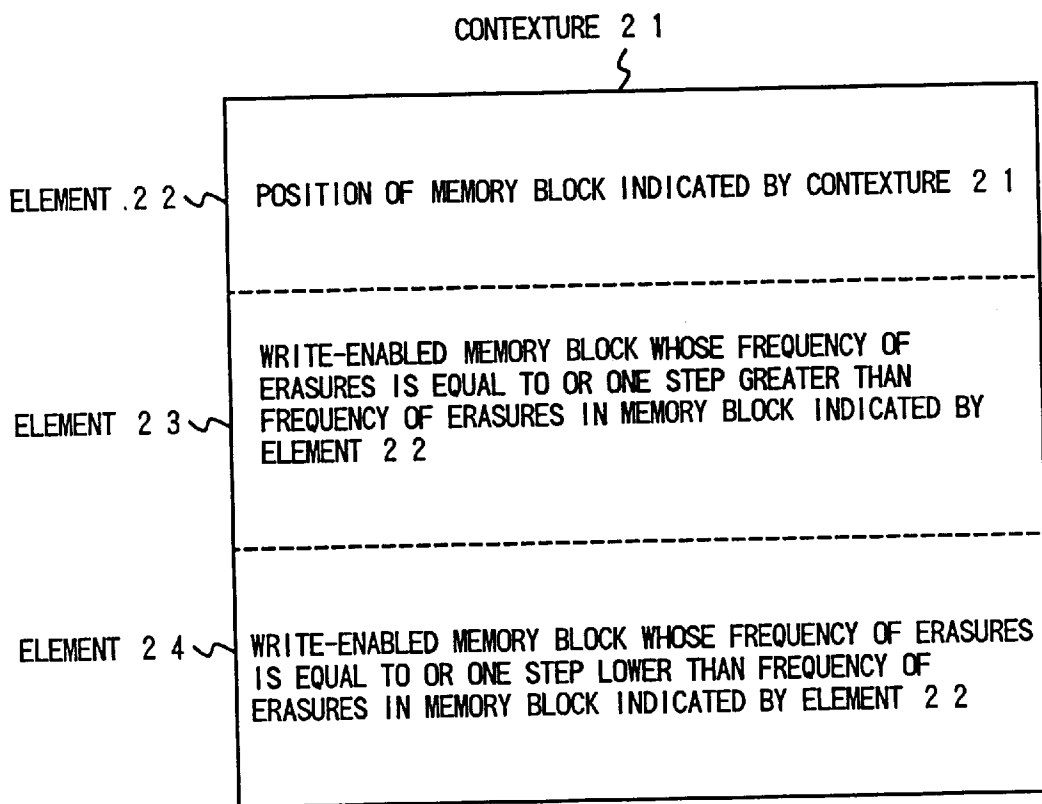 CONTEXTURE 2 1
ELEMENT .2 2
POSITION OF MEMORY BLOCK INDICATED BY CONTEXTURE 2 1
WRITE-ENABLED MEMORY BLOCK WHOSE FREQUENCY OF
ERASURES IS EQUAL TO OR ONE STEP GREATER THAN
FREQUENCY OF ERASURES IN MEMORY BLOCK INDICATED BY
ELEMENT 2 2
ELEMENT 2 3
ELEMENT 2 4
WRITE-ENABLED MEMORY BLOCK WHOSE FREQUENCY OF ERASURES
IS EQUAL TO OR ONE STEP LOWER THAN FREQUENCY OF
ERASURES IN MEMORY BLOCK INDICATED BY ELEMENT 2 2